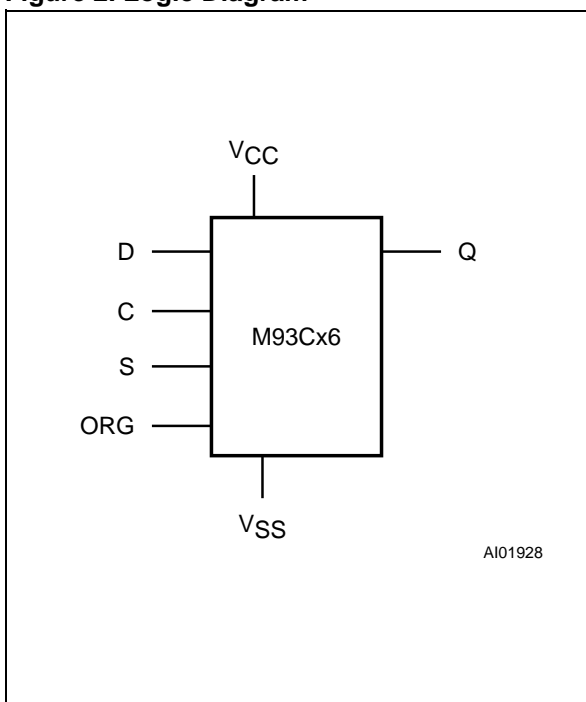 Figure 2. Logic Diagram
VCC
D
Q
C
M93Cx6
S
ORG
VSS
AI01928